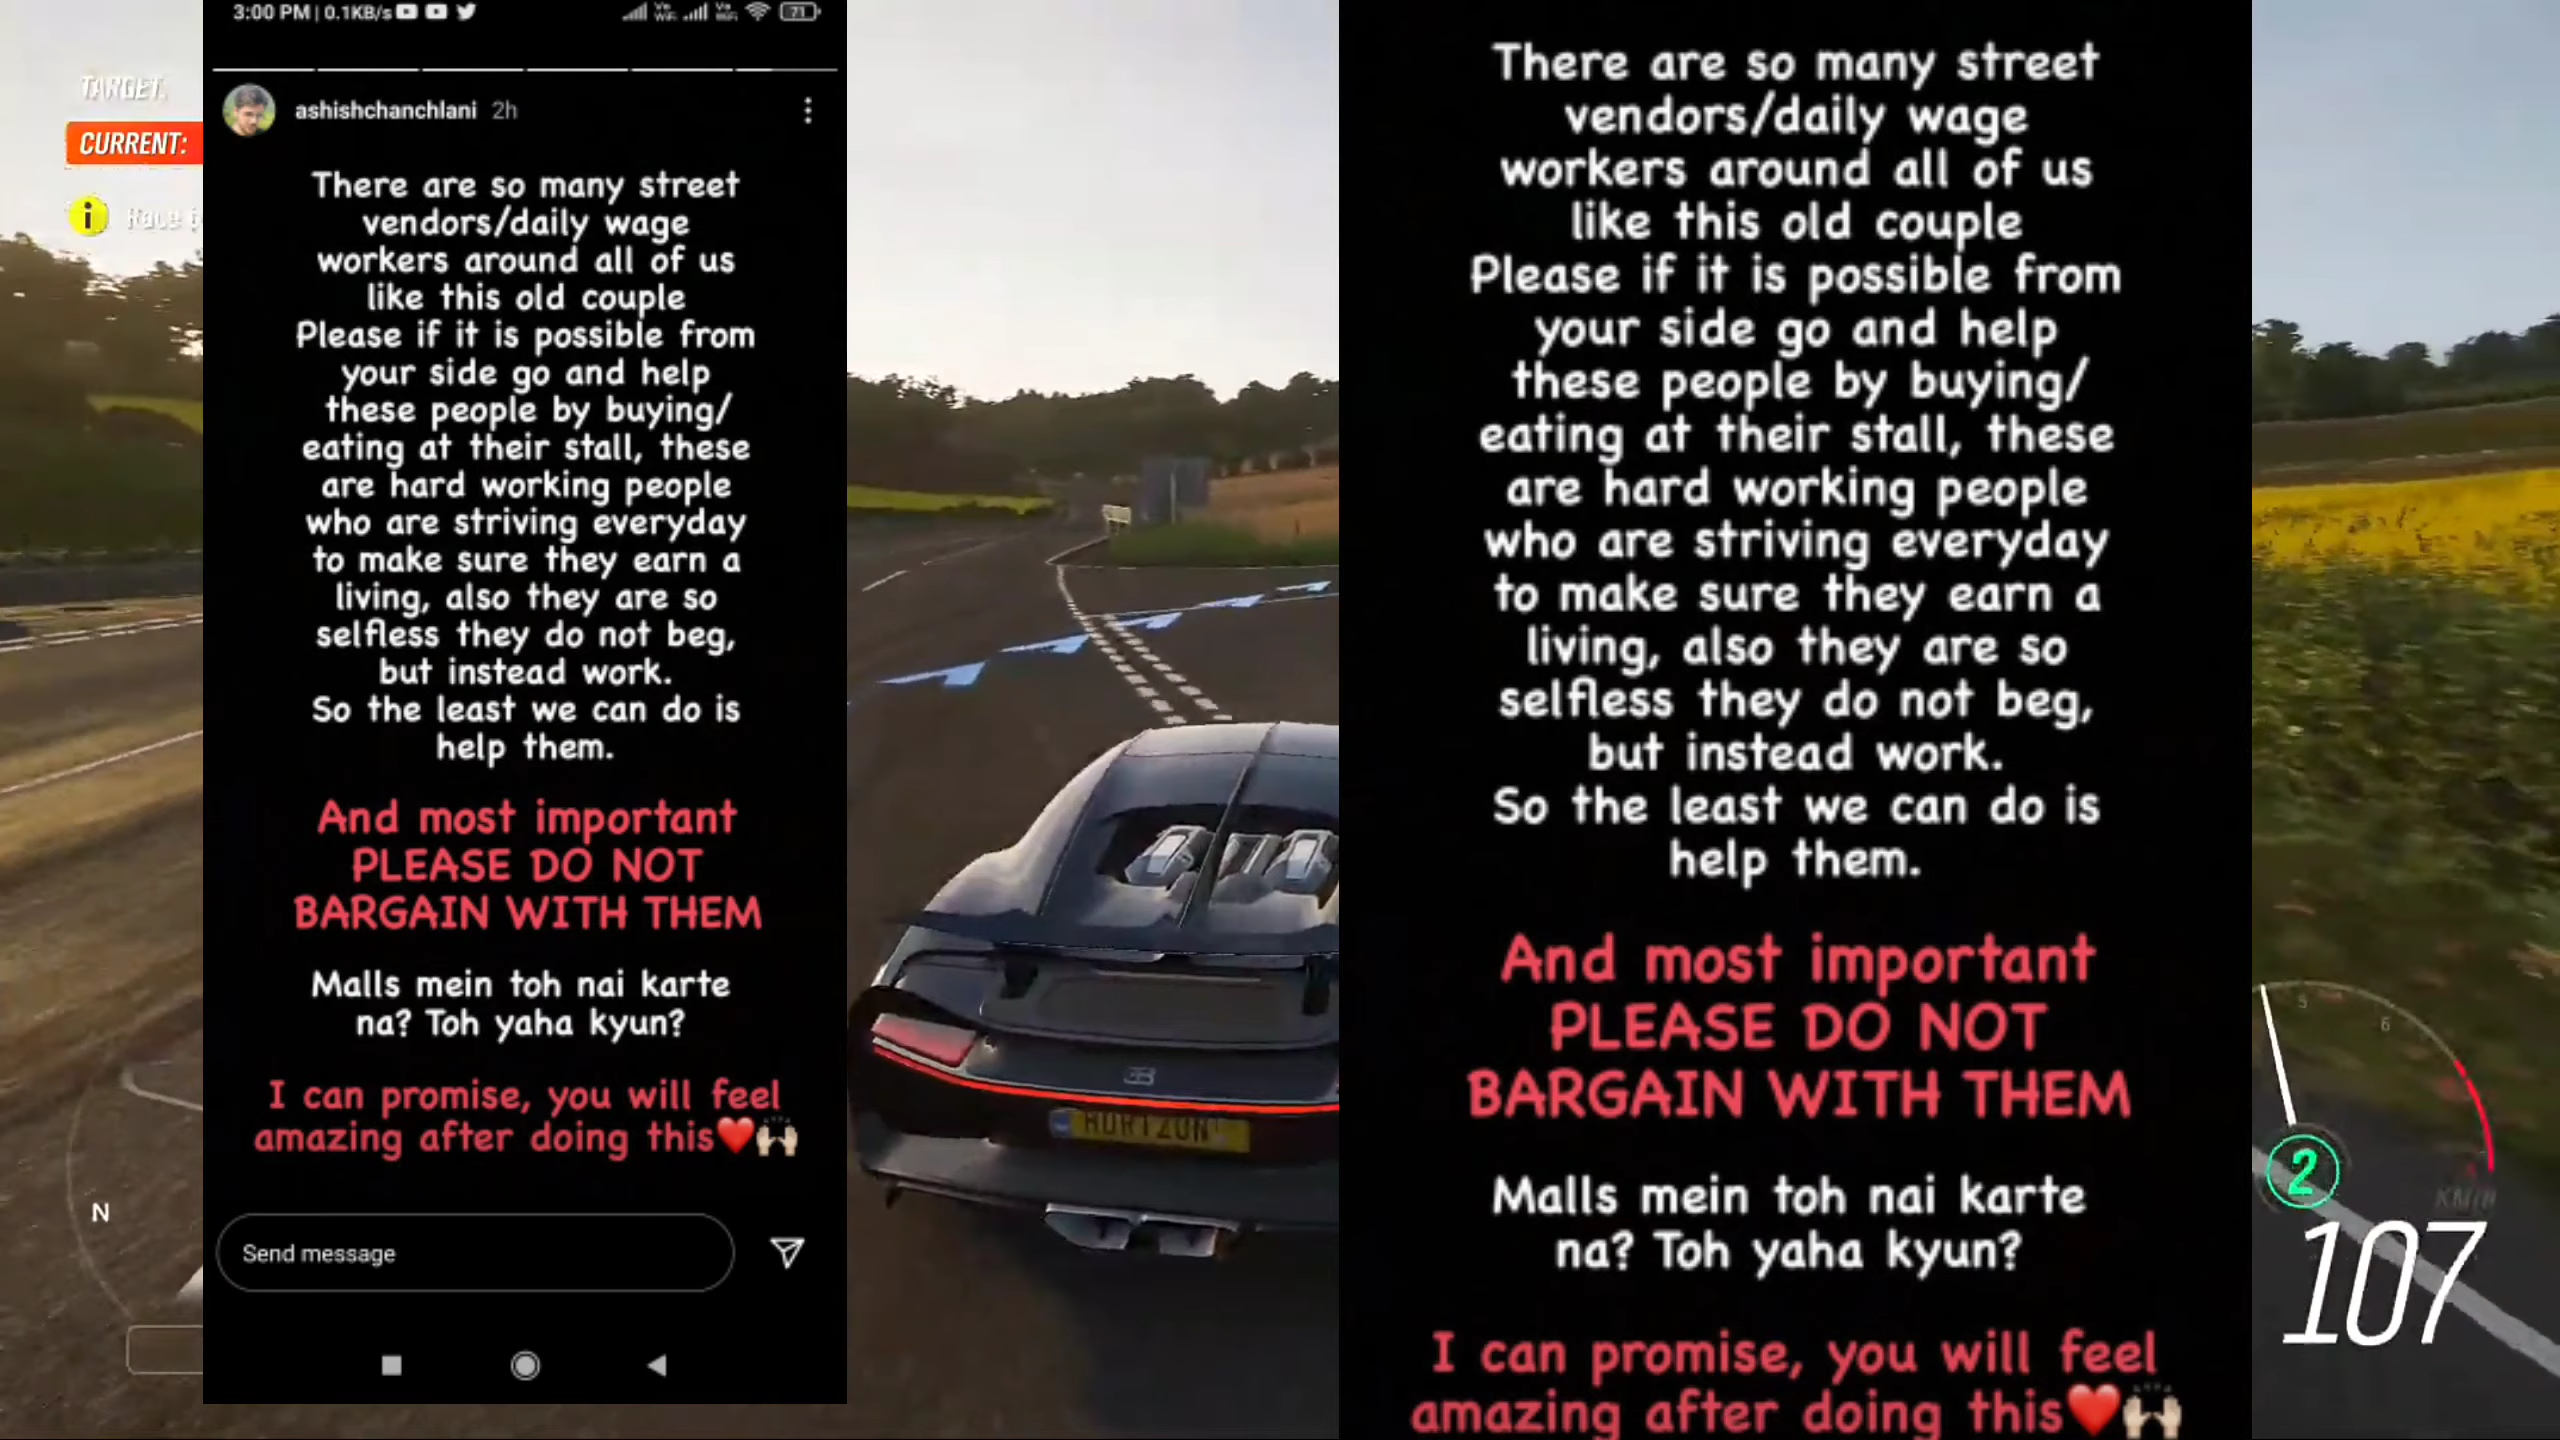 3:00 PM | 0.1KB/s
71
TARGET:
CURRENT:
ashishchanchlani 2h
There are so many street
vendors/daily wage
workers around all of us
like this old couple
Please if it is possible from
your side go and help
these people by buying/
eating at their stall, these
are hard working people
who are striving everyday
to make sure they earn a
living, also they are so
selfless they do not beg,
but instead work.
So the least we can do is
help them.
And most important
PLEASE DO NOT
BARGAIN WITH THEM
Malls mein toh nai karte
na? Toh yaha kyun?
I can promise, you will feel
amazing after doing this❤️🙌🏻
Send message
N
HORIZON
There are so many street
vendors/daily wage
workers around all of us
like this old couple
Please if it is possible from
your side go and help
these people by buying/
eating at their stall, these
are hard working people
who are striving everyday
to make sure they earn a
living, also they are so
selfless they do not beg,
but instead work.
So the least we can do is
help them.
And most important
PLEASE DO NOT
BARGAIN WITH THEM
Malls mein toh nai karte
na? Toh yaha kyun?
I can promise, you will feel
amazing after doing this❤️🙌🏻
5
6
2
KM/H
107